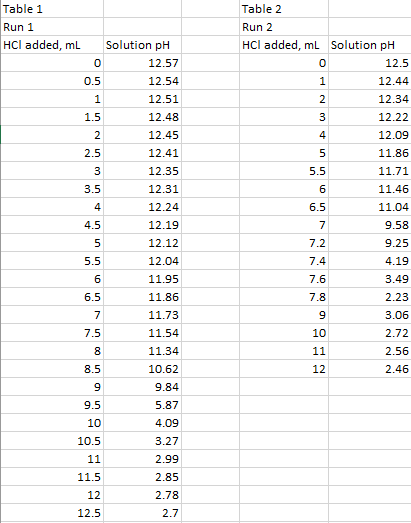 Table 1 Table 2
Run 1 Run 2
HCl added, mL Solution pH HCl added, mL Solution pH
0 12.57 0 12.5
0.5 12.54 1 12.44
1 12.51 2 12.34
1.5 12.48 3 12.22
2 12.45 4 12.09
2.5 12.41 5 11.86
3 12.35 5.5 11.71
3.5 12.31 6 11.46
4 12.24 6.5 11.04
4.5 12.19 7 9.58
5 12.12 7.2 9.25
5.5 12.04 7.4 4.19
6 11.95 7.6 3.49
6.5 11.86 7.8 2.23
7 11.73 9 3.06
7.5 11.54 10 2.72
8 11.34 11 2.56
8.5 10.62 12 2.46
9 9.84
9.5 5.87
10 4.09
10.5 3.27
11 2.99
11.5 2.85
12 2.78
12.5 2.7